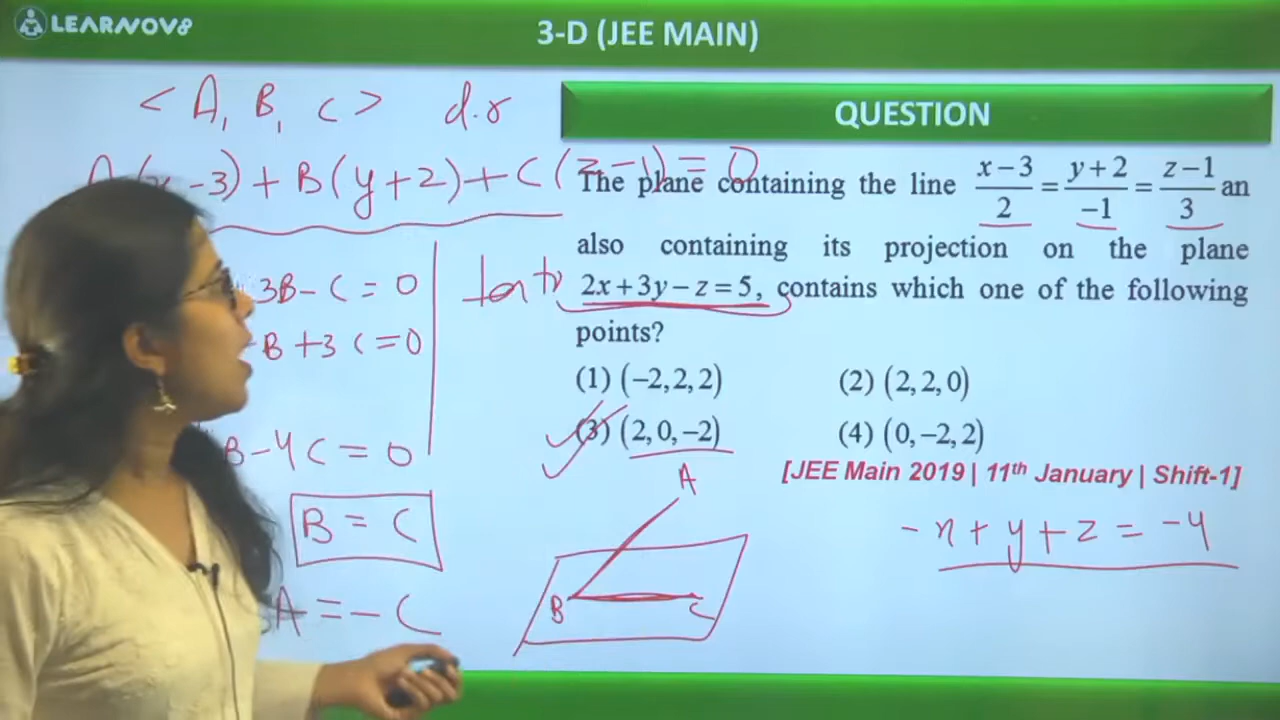 LEARNOV8
3-D (JEE MAIN)
< A, B, C > d.r
QUESTION
-3) + B(y+2) + C(z-1) = 0
The plane containing the line x-3/2 = y+2/-1 = z-1/3 an
also containing its projection on the plane
2x+3y-z=5, contains which one of the following
points?
3B-C=0
-B+3C=0
B-4C=0
B = C
A=-C
(1) (-2,2,2)
(2) (2,2,0)
(3) (2,0,-2)
(4) (0,-2,2)
[JEE Main 2019 | 11th January | Shift-1]
A
B
C
-x+y+z=-4